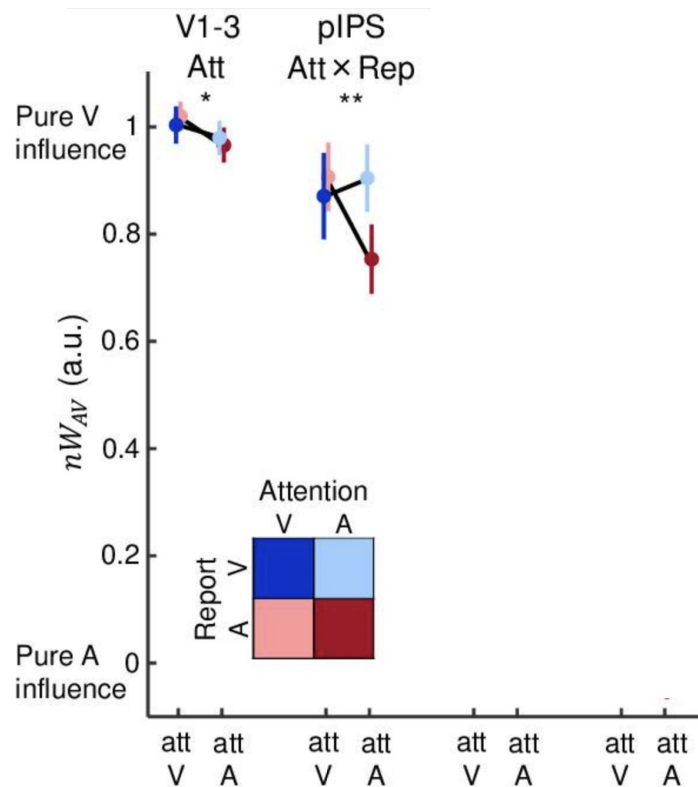 V1-3
Att
*
pIPS
Att × Rep
**
Pure V
influence
1
0.8
0.6
0.4
0.2
0
Pure A
influence
nW_AV (a.u.)
Attention
V A
Report
V
A
att att att att att att att att
V A V A V A V A